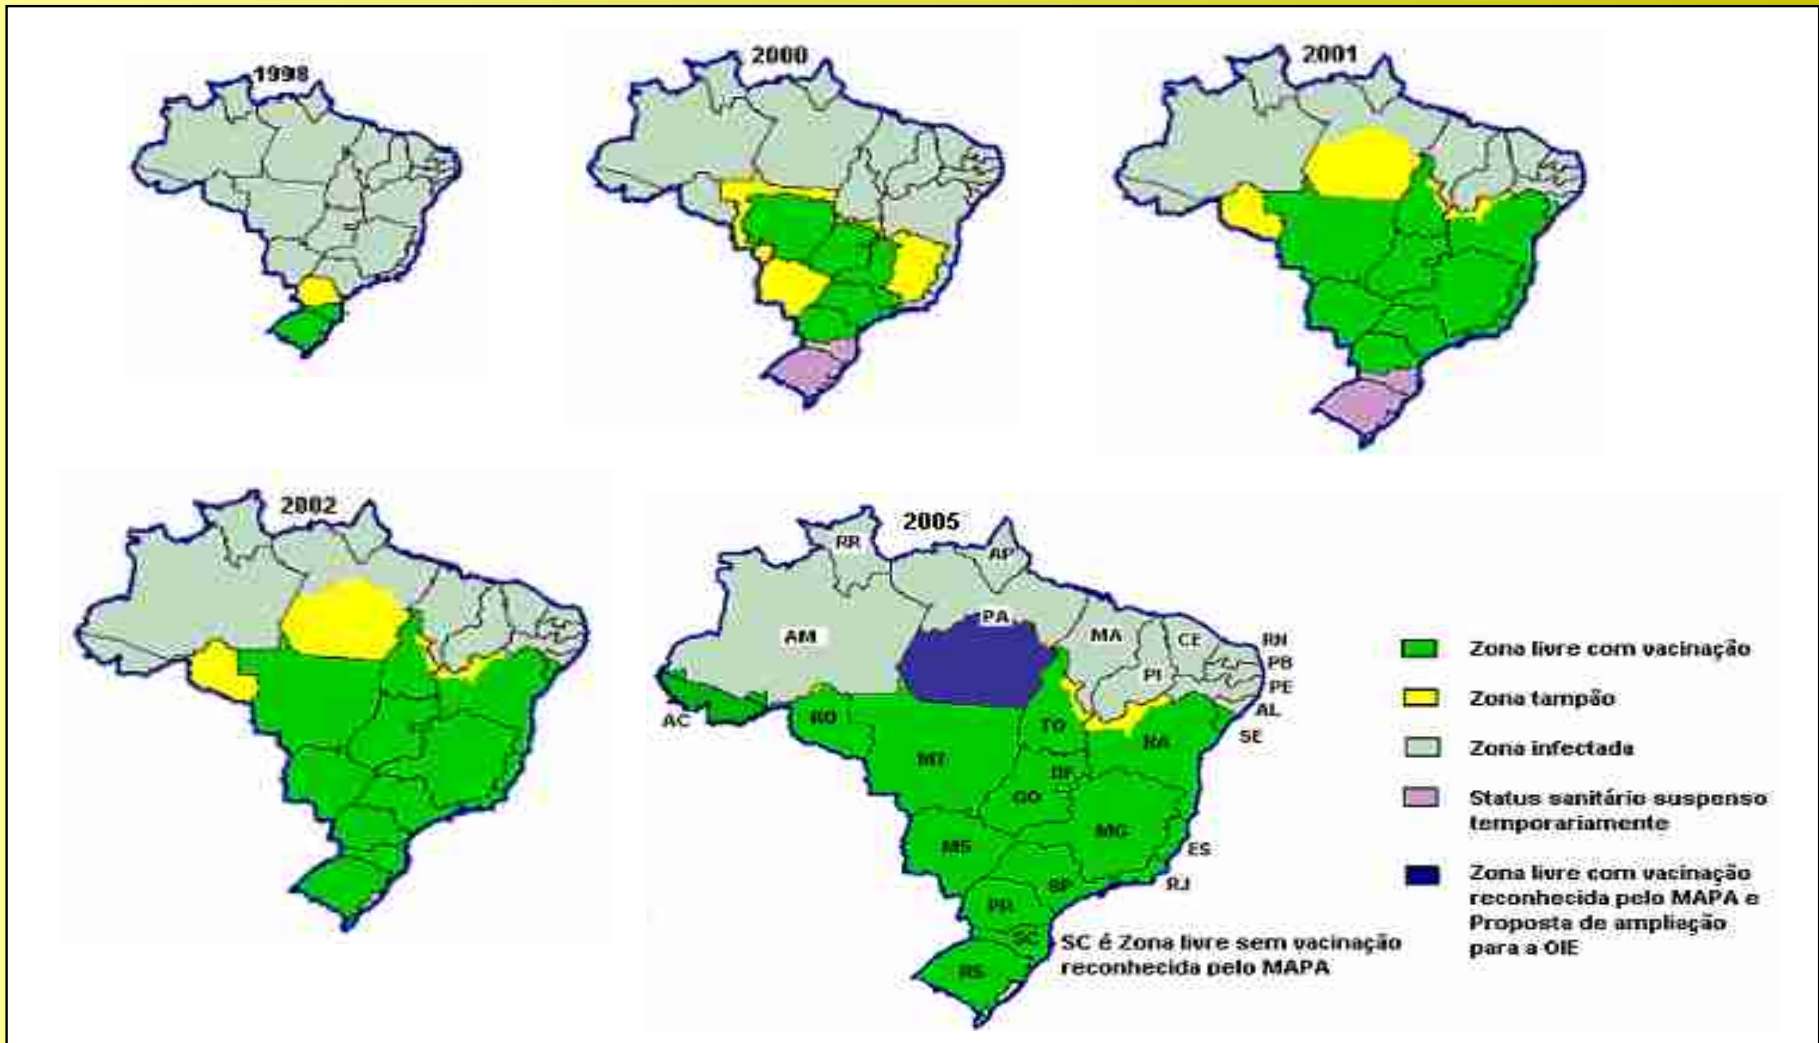 1998
2000
2001
2002
2005
RR
AP
AM
PA
MA
CE
RN
PB
PI
PE
AL
SE
AC
RO
TO
BA
MT
DF
GO
MG
ES
MS
SP
RJ
PR
SC
RS
SC é Zona livre sem vacinação
reconhecida pelo MAPA
Zona livre com vacinação
Zona tampão
Zona infectada
Status sanitário suspenso
temporariamente
Zona livre com vacinação
reconhecida pelo MAPA e
Proposta de ampliação
para a OIE